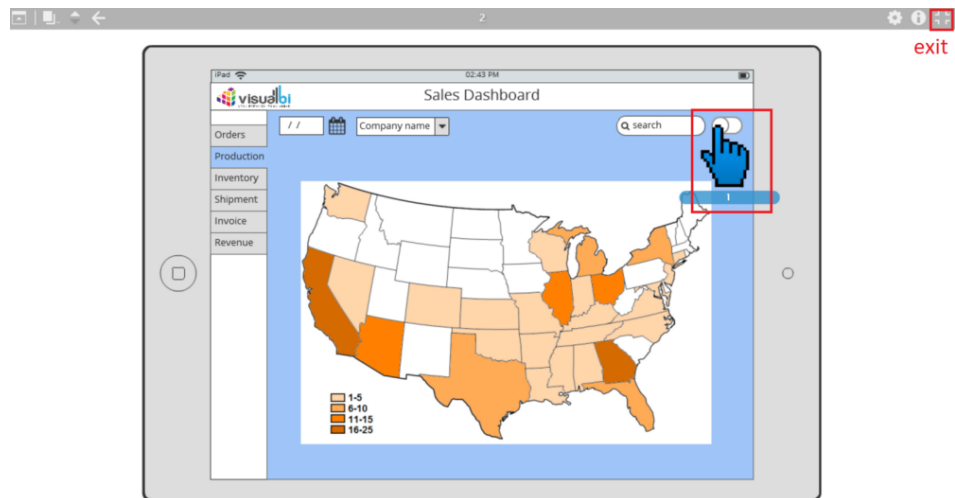 2
exit
iPad
02:43 PM
visualbi
Sales Dashboard
/ /
Company name
search
Orders
Production
Inventory
Shipment
Invoice
Revenue
1
1-5
6-10
11-15
16-25